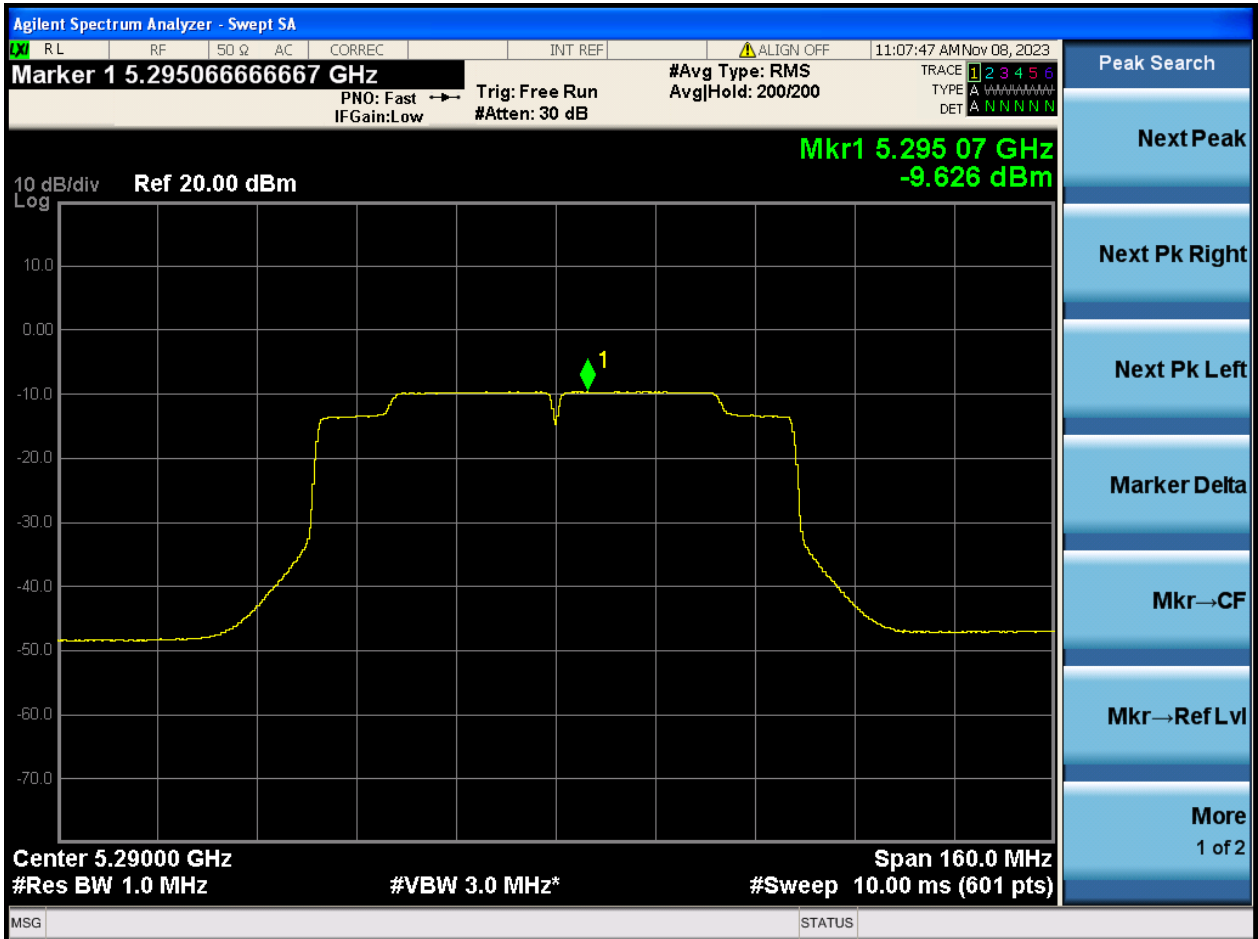 Agilent Spectrum Analyzer - Swept SA
LXI RL RF 50 Ω AC CORREC INT REF ALIGN OFF 11:07:47 AM Nov 08, 2023
Marker 1 5.295066666667 GHz
PNO: Fast
IFGain:Low
Trig: Free Run
#Atten: 30 dB
#Avg Type: RMS
Avg|Hold: 200/200
TRACE 1 2 3 4 5 6
TYPE A WWWWW
DET A N N N N N
Mkr1 5.295 07 GHz
-9.626 dBm
10 dB/div Ref 20.00 dBm
Log
10.0
0.00
1
-10.0
-20.0
-30.0
-40.0
-50.0
-60.0
-70.0
Center 5.29000 GHz Span 160.0 MHz
#Res BW 1.0 MHz #VBW 3.0 MHz* #Sweep 10.00 ms (601 pts)
MSG STATUS
Peak Search
Next Peak
Next Pk Right
Next Pk Left
Marker Delta
Mkr→CF
Mkr→Ref Lvl
More
1 of 2